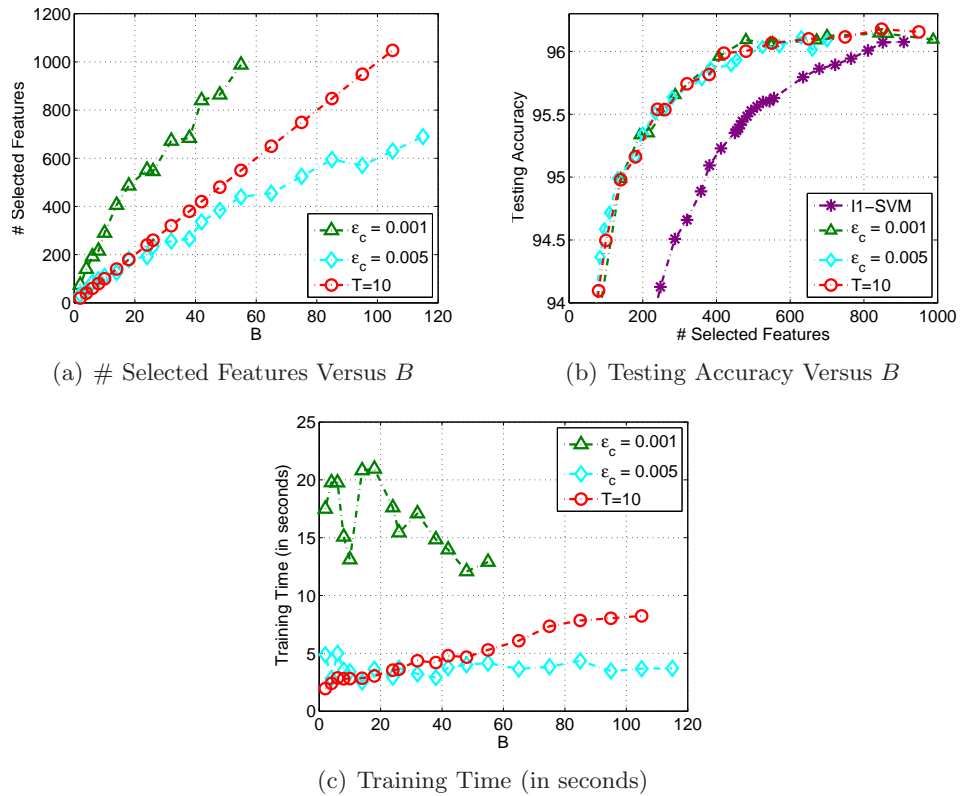 1200
1000
800
600
400
200
0
# Selected Features
0 20 40 60 80 100 120
B
ε_c = 0.001
ε_c = 0.005
T=10
(a) # Selected Features Versus B
96
95.5
95
94.5
94
Testing Accuracy
0 200 400 600 800 1000
# Selected Features
l1−SVM
ε_c = 0.001
ε_c = 0.005
T=10
(b) Testing Accuracy Versus B
25
20
15
10
5
0
Training Time (in seconds)
0 20 40 60 80 100 120
B
ε_c = 0.001
ε_c = 0.005
T=10
(c) Training Time (in seconds)